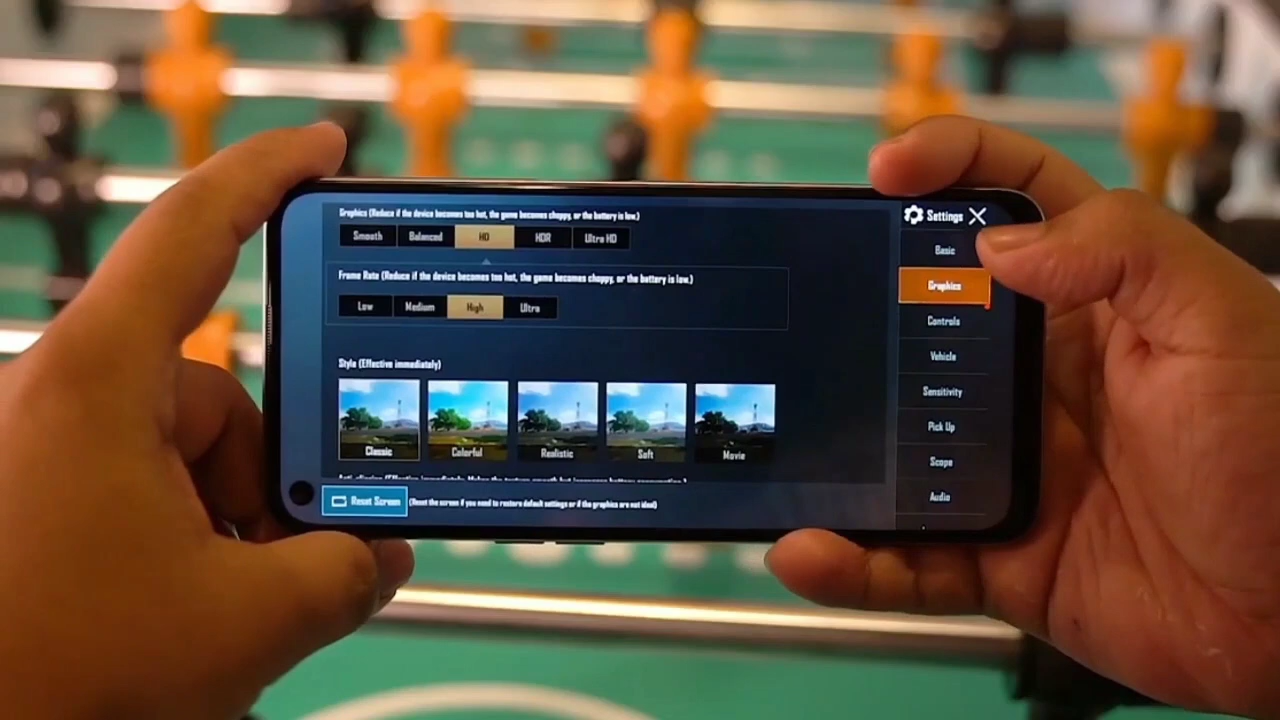 Graphics (Reduce if the device becomes too hot, the game becomes choppy, or the battery is low.)
Smooth Balanced HD HDR Ultra HD
Frame Rate (Reduce if the device becomes too hot, the game becomes choppy, or the battery is low.)
Low Medium High Ultra
Style (Effective immediately)
Classic Colorful Realistic Soft Movie
Reset Screen (Reset the screen if you need to restore default settings or if the graphics are not ideal)
Settings
Basic
Graphics
Controls
Vehicle
Sensitivity
Pick Up
Scope
Audio